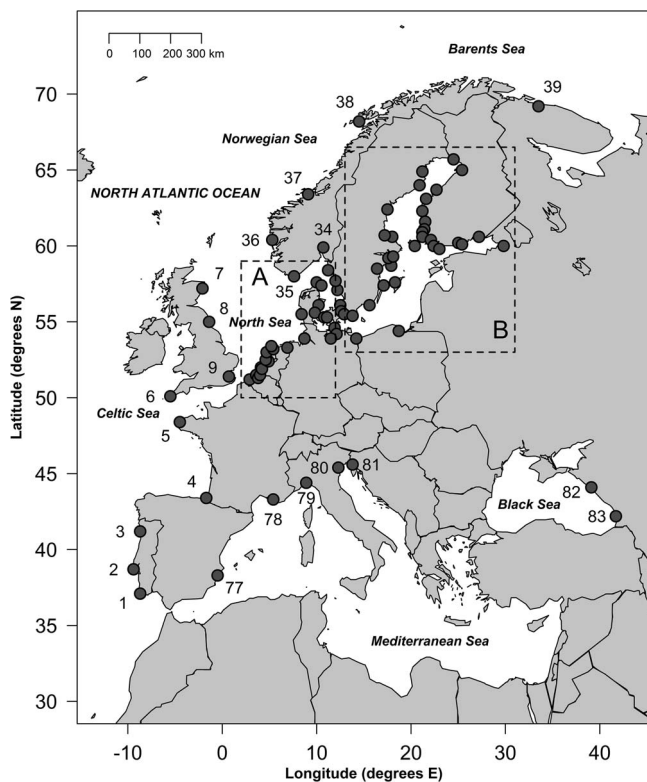 0 100 200 300 km
Barents Sea
39
70
38
Norwegian Sea
65
37
NORTH ATLANTIC OCEAN
36
34
60
7
A
35
8
North Sea
55
B
9
6
50
Celtic Sea
5
45
80
81
4
79
82
Black Sea
78
83
3
40
2
77
1
35
Mediterranean Sea
30
-10 0 10 20 30 40
Longitude (degrees E)
Latitude (degrees N)